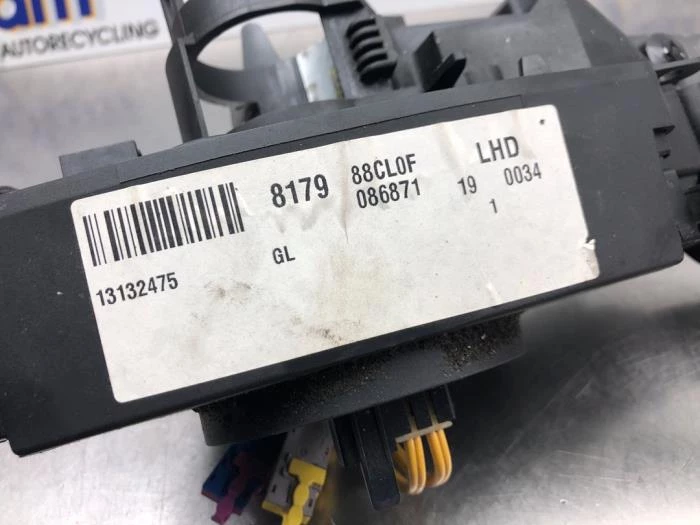 AUTORECYCLING
8179 88CL0F LHD
086871 19 0034
1
GL
13132475